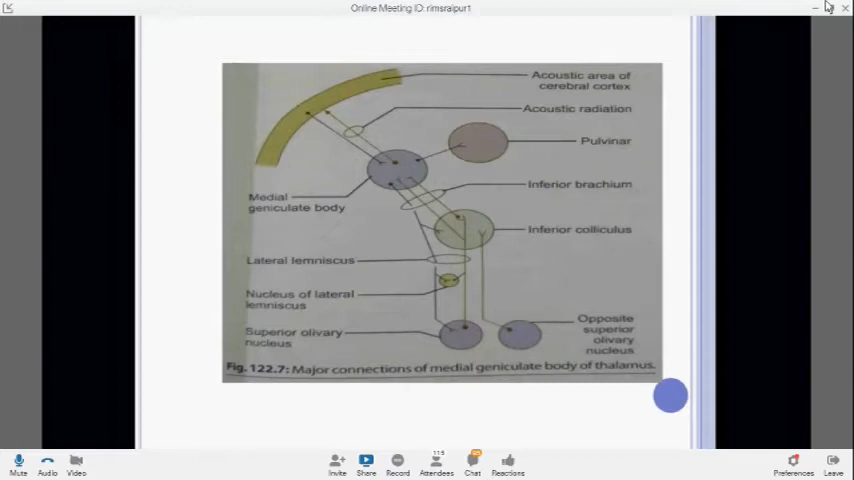 Online Meeting ID: rimsraipur1
Acoustic area of
cerebral cortex
Acoustic radiation
Pulvinar
Medial
geniculate body
Inferior brachium
Inferior colliculus
Lateral lemniscus
Nucleus of lateral
lemniscus
Superior olivary
nucleus
Opposite
superior
olivary
nucleus
Fig. 122.7: Major connections of medial geniculate body of thalamus.
115
Mute
Audio
Video
Invite
Share
Record
Attendees
Chat
Reactions
Preferences
Leave